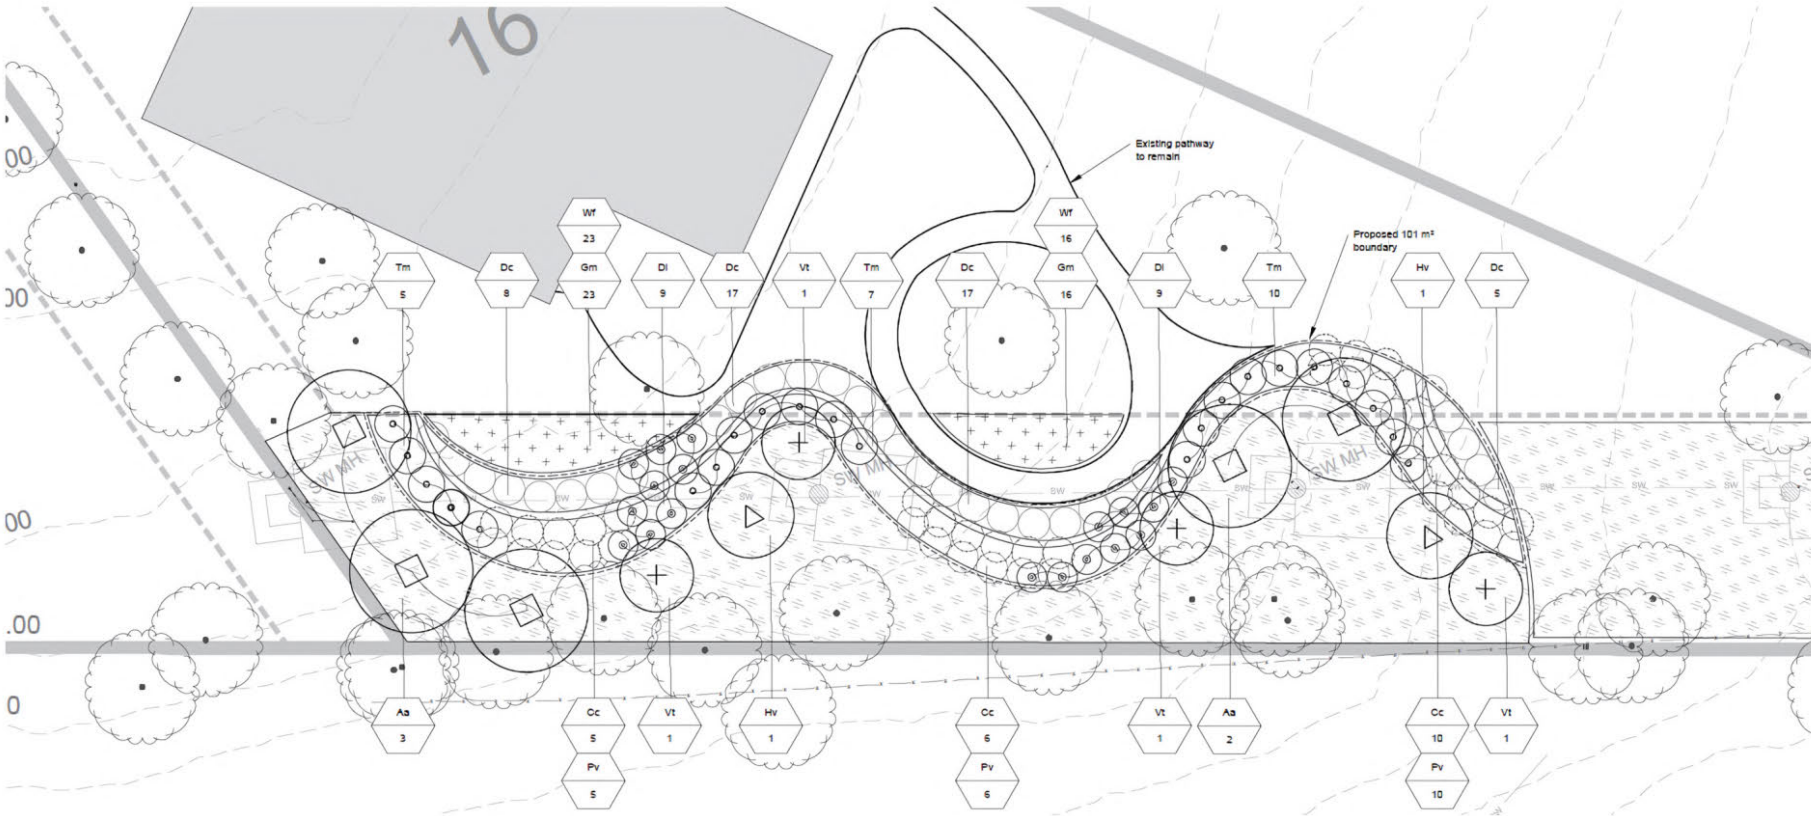 16
00
Existing pathway
to remain
Wf
23
Wf
16
Proposed 101 m²
boundary
Tm
5
Dc
8
Gm
23
Dl
9
Dc
17
Vt
1
Tm
7
Dc
17
Gm
16
Dl
9
Tm
10
Hv
1
Dc
5
00
SW MH
SW MH
SW MH
SW
SW
SW
SW
SW
SW
SW
SW
SW
00
.00
0
Aa
3
Cc
5
Vt
1
Hv
1
Cc
6
Vt
1
Aa
2
Cc
10
Vt
1
Pv
5
Pv
6
Pv
10